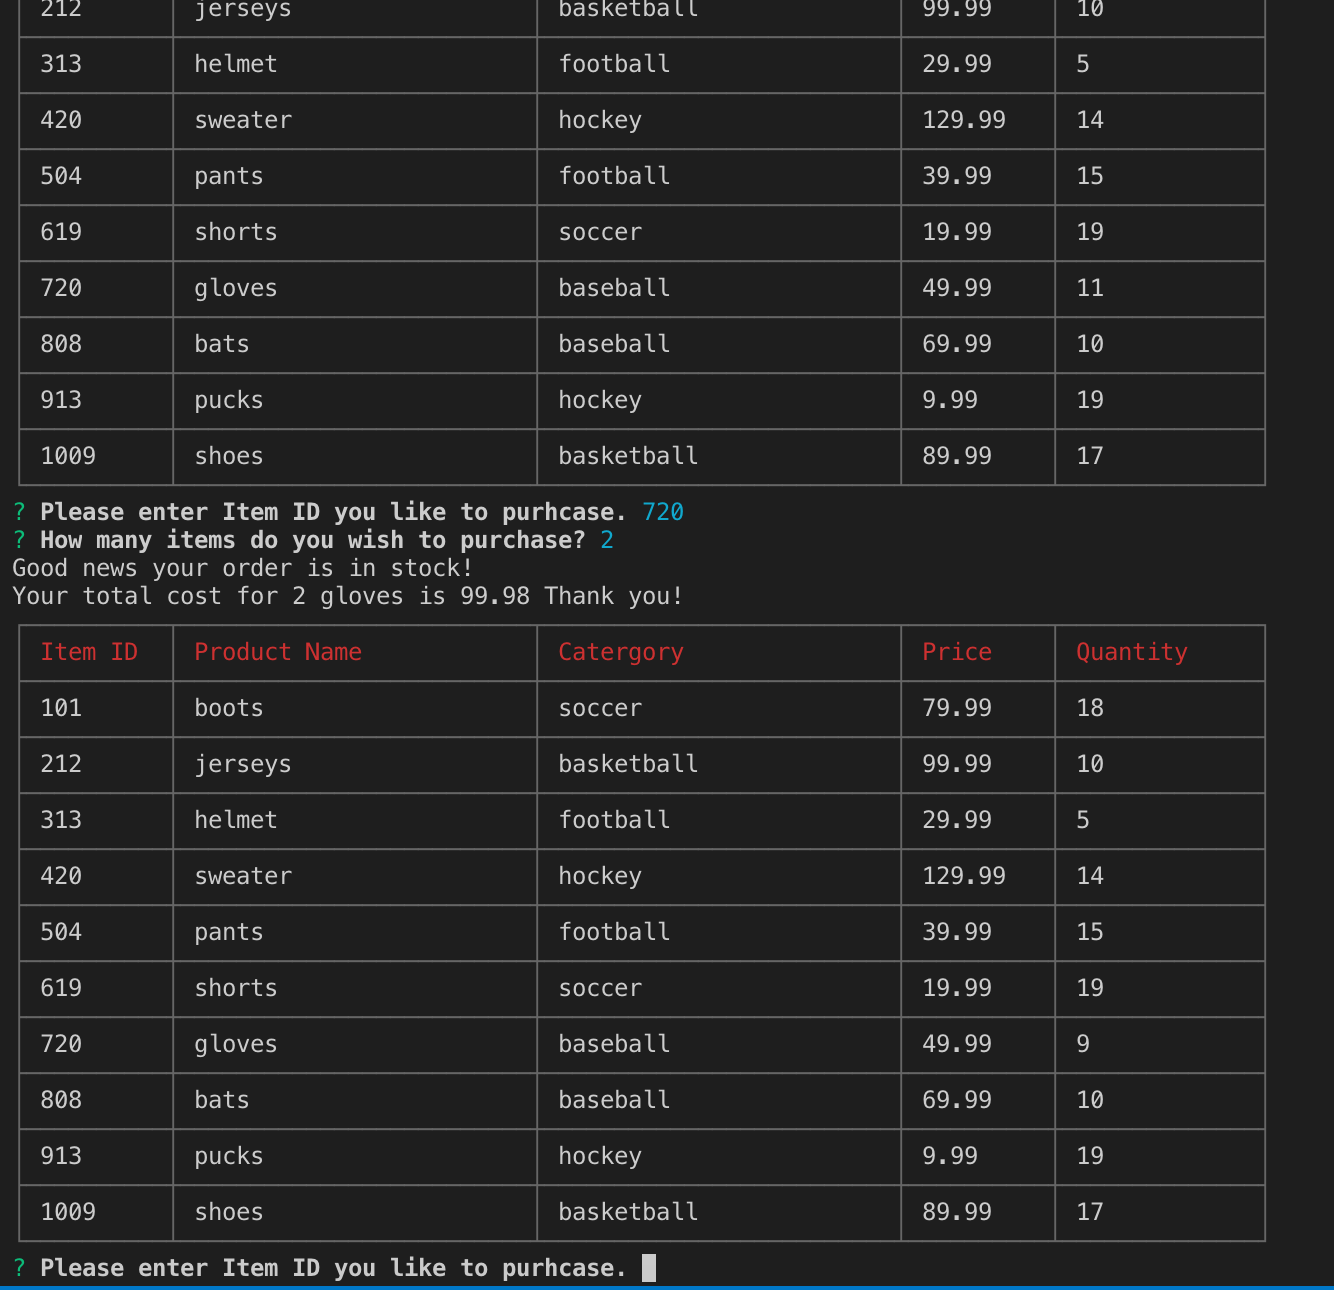 212 jerseys basketball 99.99 10
313 helmet football 29.99 5
420 sweater hockey 129.99 14
504 pants football 39.99 15
619 shorts soccer 19.99 19
720 gloves baseball 49.99 11
808 bats baseball 69.99 10
913 pucks hockey 9.99 19
1009 shoes basketball 89.99 17
? Please enter Item ID you like to purhcase. 720
? How many items do you wish to purchase? 2
Good news your order is in stock!
Your total cost for 2 gloves is 99.98 Thank you!
Item ID Product Name Catergory Price Quantity
101 boots soccer 79.99 18
212 jerseys basketball 99.99 10
313 helmet football 29.99 5
420 sweater hockey 129.99 14
504 pants football 39.99 15
619 shorts soccer 19.99 19
720 gloves baseball 49.99 9
808 bats baseball 69.99 10
913 pucks hockey 9.99 19
1009 shoes basketball 89.99 17
? Please enter Item ID you like to purhcase.